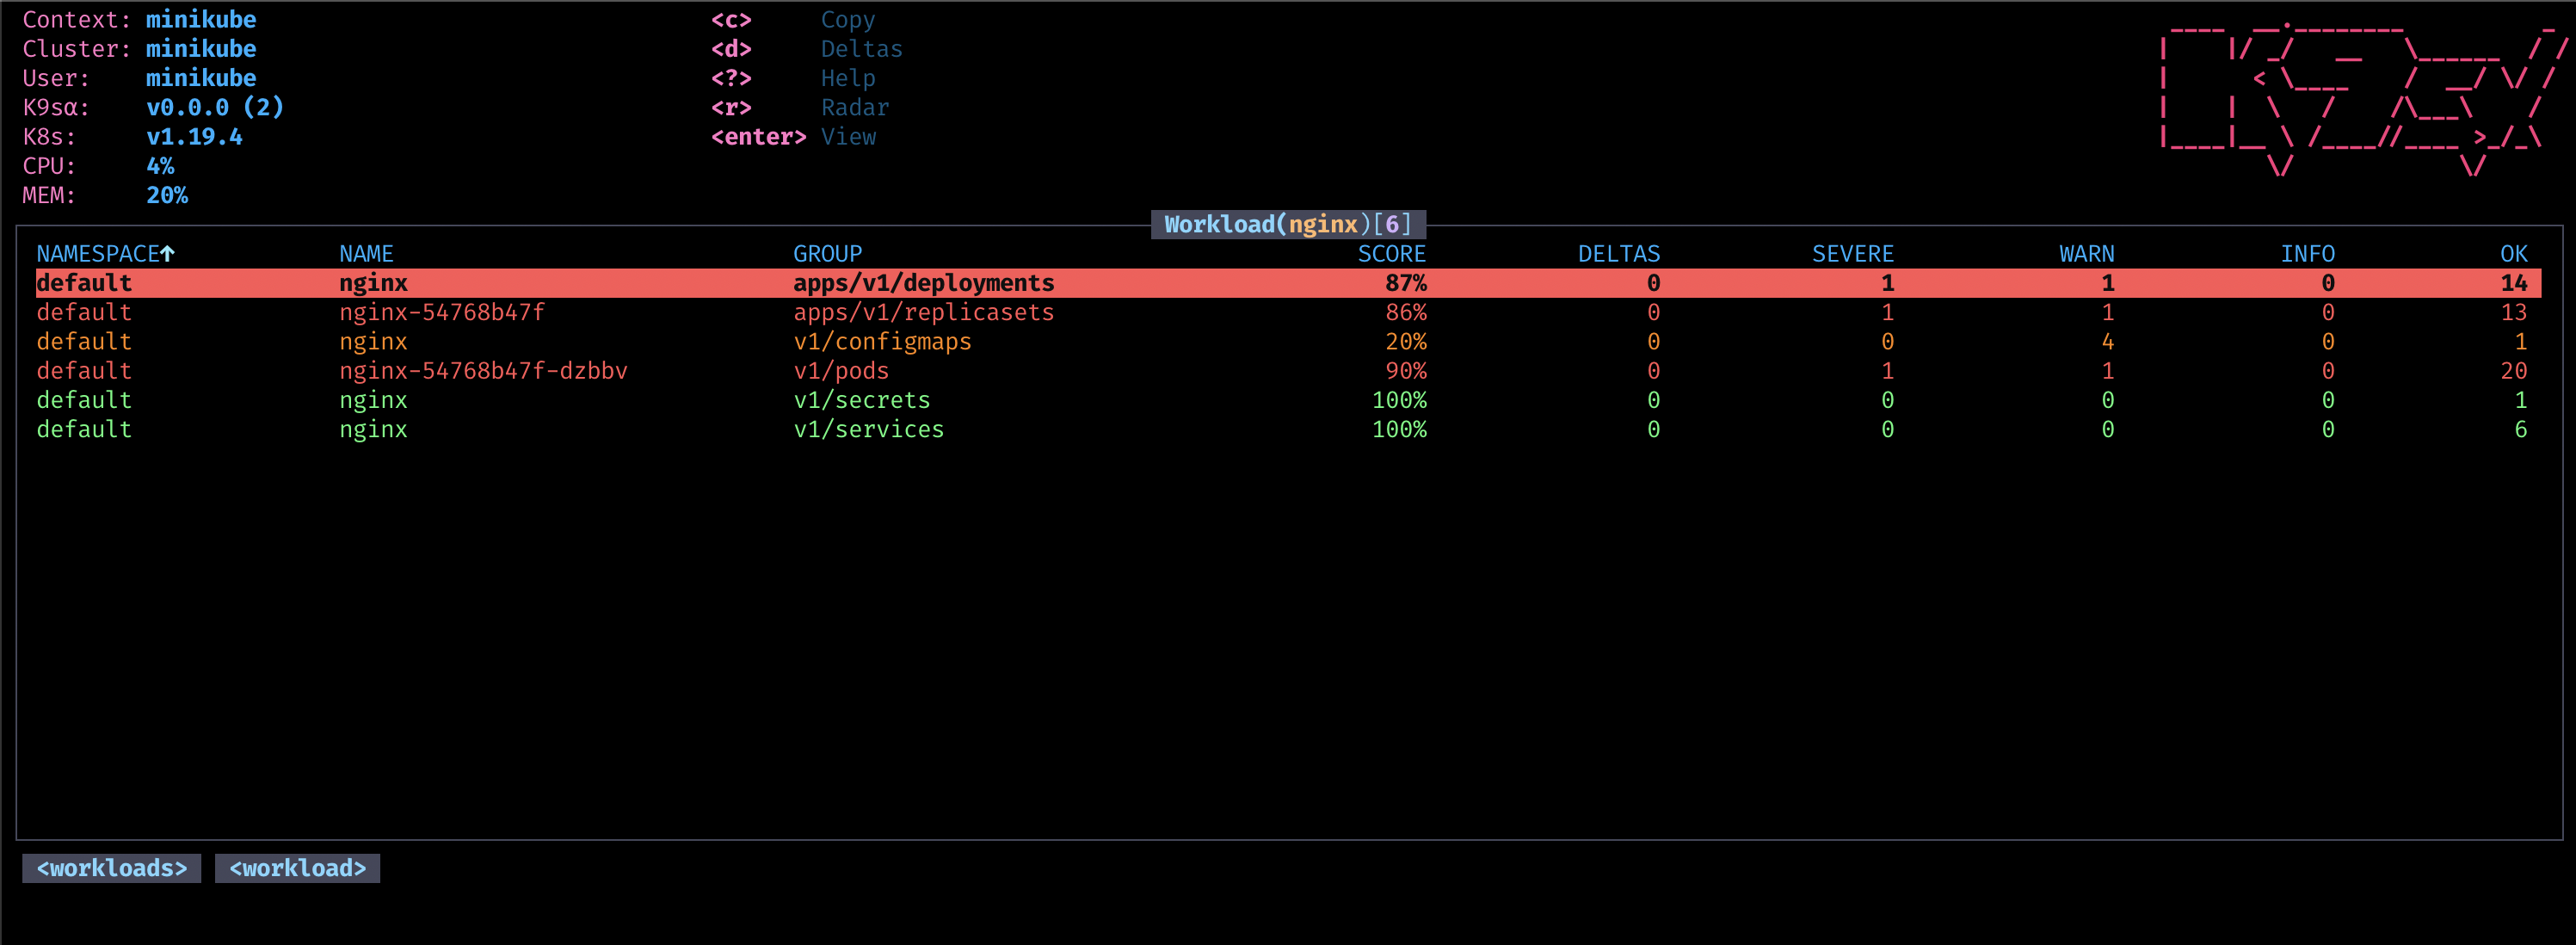 Context: minikube <c> Copy
Cluster: minikube <d> Deltas
User: minikube <?> Help
K9sα: v0.0.0 (2) <r> Radar
K8s: v1.19.4 <enter> View
CPU: 4%
MEM: 20%
Workload(nginx)[6]
NAMESPACE↑ NAME GROUP SCORE DELTAS SEVERE WARN INFO OK
default nginx apps/v1/deployments 87% 0 1 1 0 14
default nginx-54768b47f apps/v1/replicasets 86% 0 1 1 0 13
default nginx v1/configmaps 20% 0 0 4 0 1
default nginx-54768b47f-dzbbv v1/pods 90% 0 1 1 0 20
default nginx v1/secrets 100% 0 0 0 0 1
default nginx v1/services 100% 0 0 0 0 6
<workloads> <workload>